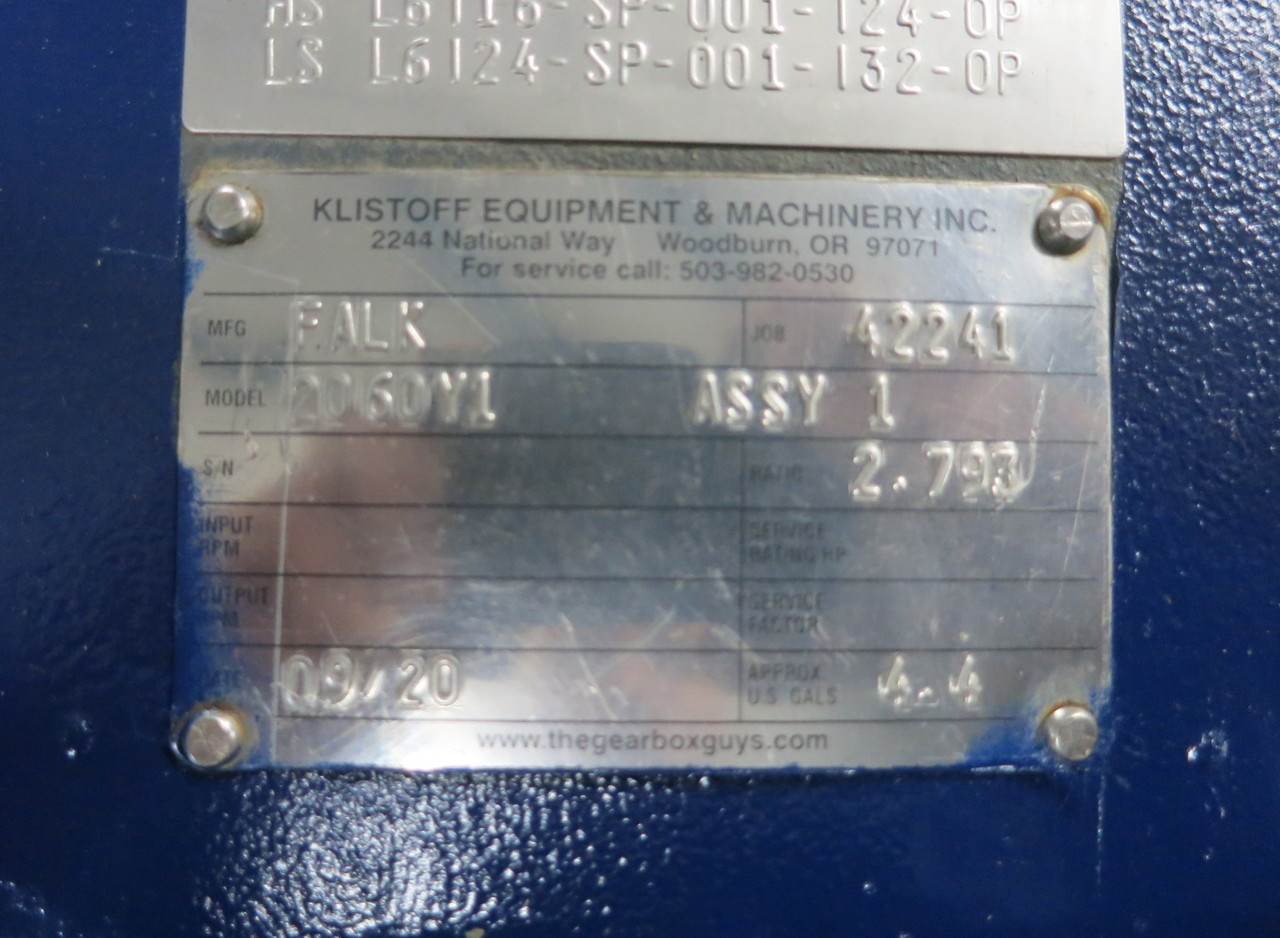 HS L6116-SP-001-124-0P
LS L6124-SP-001-132-0P
KLISTOFF EQUIPMENT & MACHINERY INC.
2244 National Way Woodburn, OR 97071
For service call: 503-982-0530
MFG FALK JOB 42241
MODEL 2060Y1 ASSY 1
S/N RATIO 2.793
INPUT RPM SERVICE RATING HP
OUTPUT RPM SERVICE FACTOR
DATE 09/20 APPROX U.S. GALS 4.4
www.thegearboxguys.com